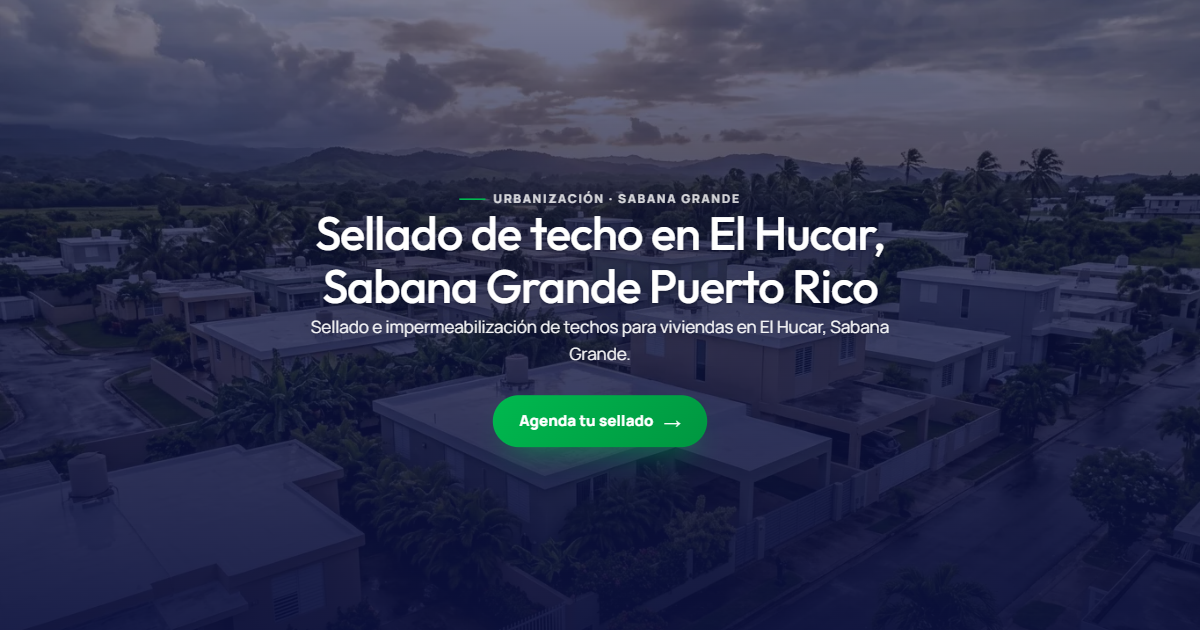 URBANIZACIÓN · SABANA GRANDE
Sellado de techo en El Hucar,
Sabana Grande Puerto Rico
Sellado e impermeabilización de techos para viviendas en El Hucar, Sabana
Grande.
Agenda tu sellado →